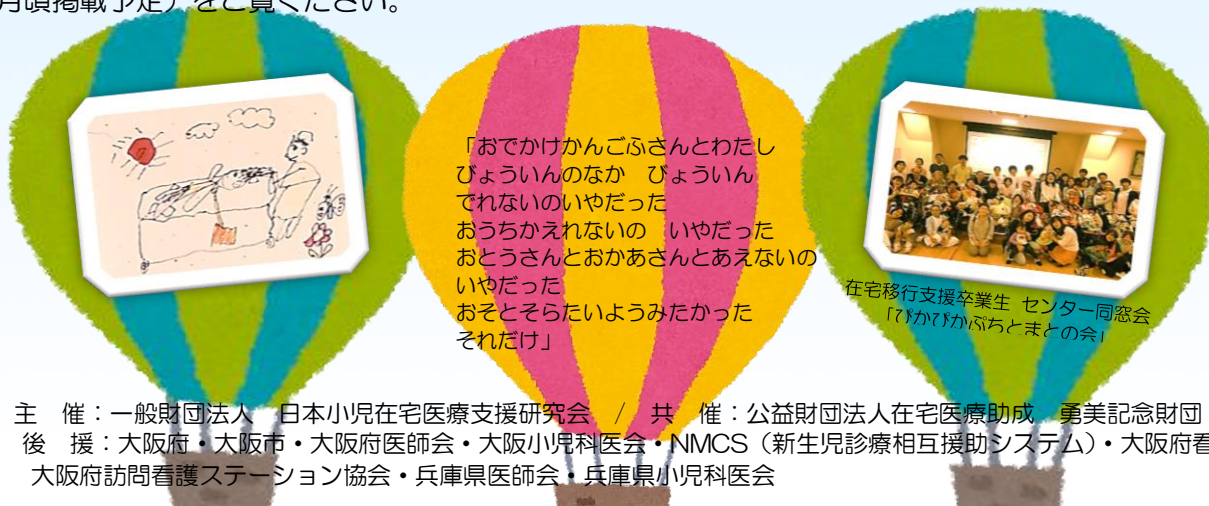 月頃掲載予定）をご覧ください。
「おでかけかんごふさんとわたし
びょういんのなか　びょういん
でれないのいやだった
おうちかえれないの　いやだった
おとうさんとおかあさんとあえないの
いやだった
おそとそらたいようみたかった
それだけ」
在宅移行支援卒業生 センター同窓会
「ぴかぴかぷちとまとの会」
主　催：一般財団法人　日本小児在宅医療支援研究会　/　共　催：公益財団法人在宅医療助成　勇美記念財団
後　援：大阪府・大阪市・大阪府医師会・大阪小児科医会・NMCS（新生児診療相互援助システム）・大阪府看
大阪府訪問看護ステーション協会・兵庫県医師会・兵庫県小児科医会